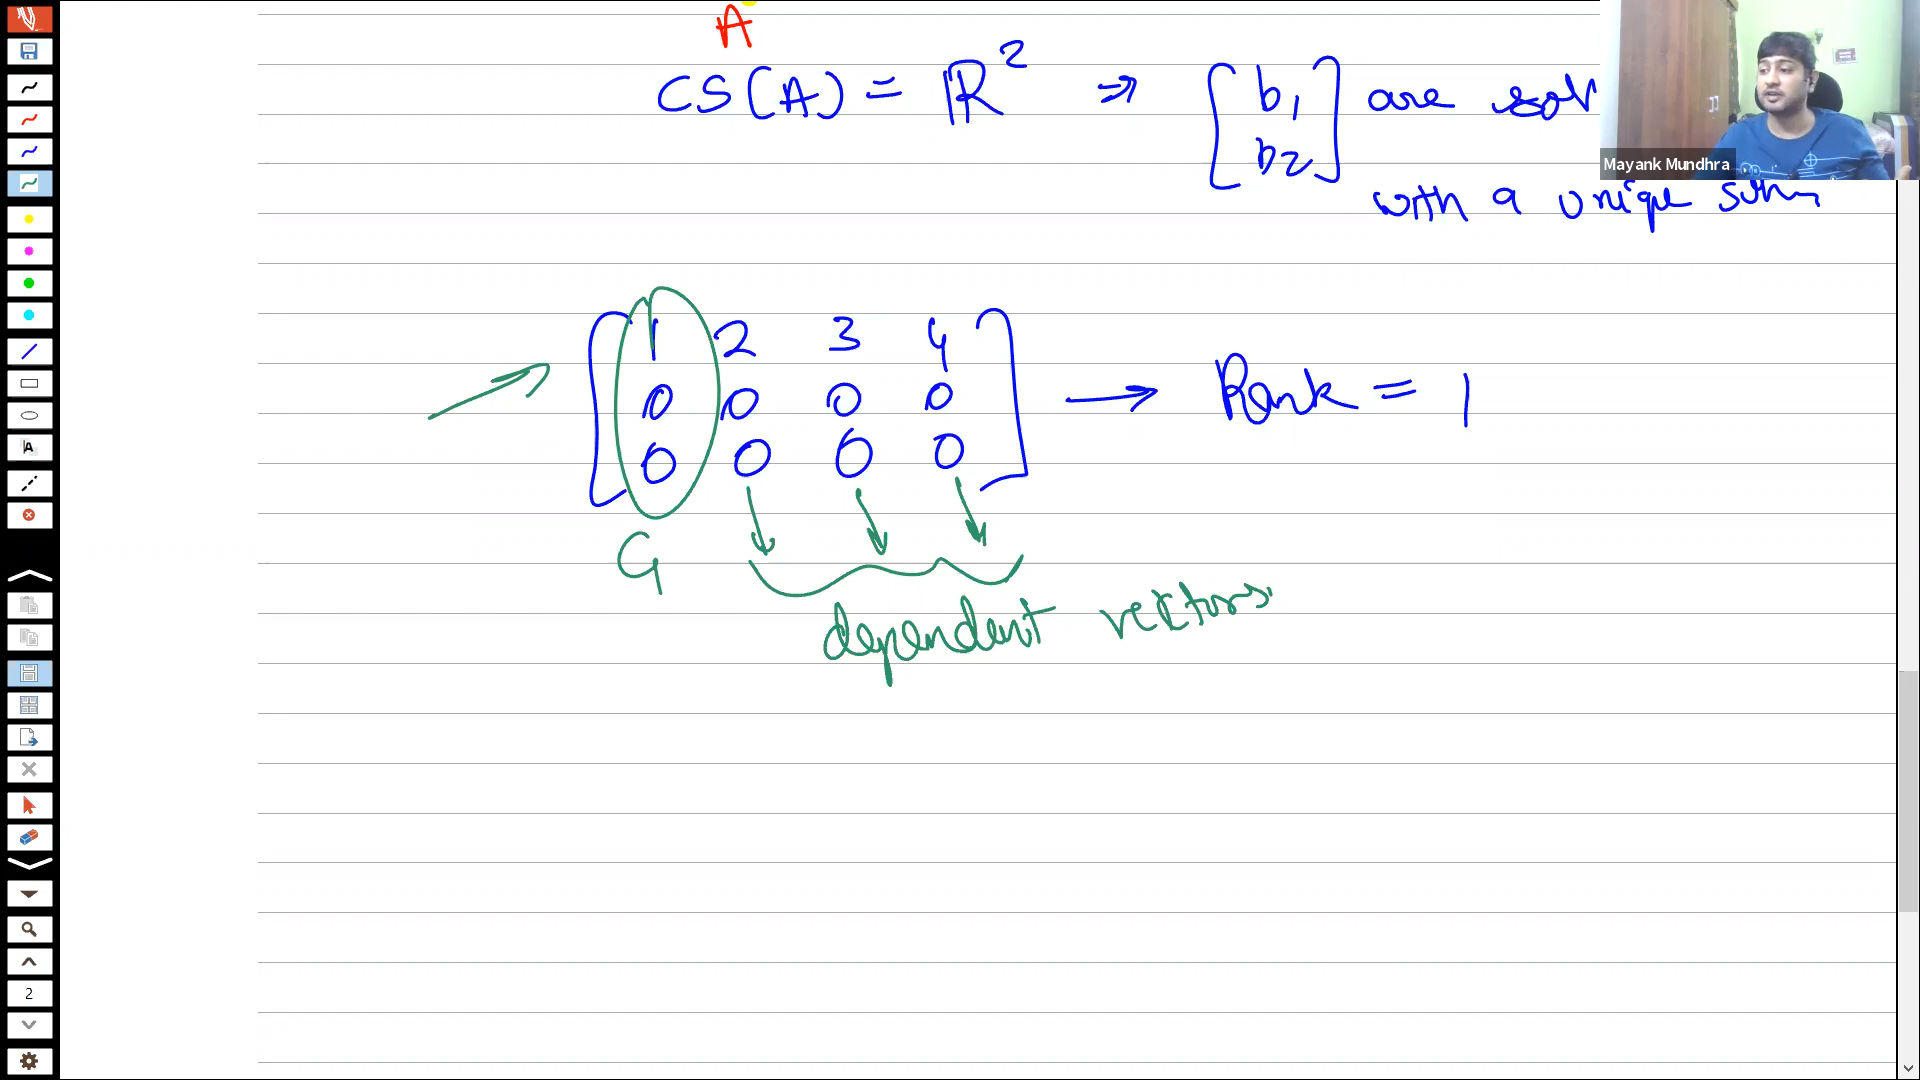 A
CS(A) = ℝ² ⇒ [b₁ b₂] are solv
with a unique soln
Mayank Mundhra
[1 2 3 4
0 0 0 0
0 0 0 0] → Rank = 1
C₁
dependent vectors
A
2